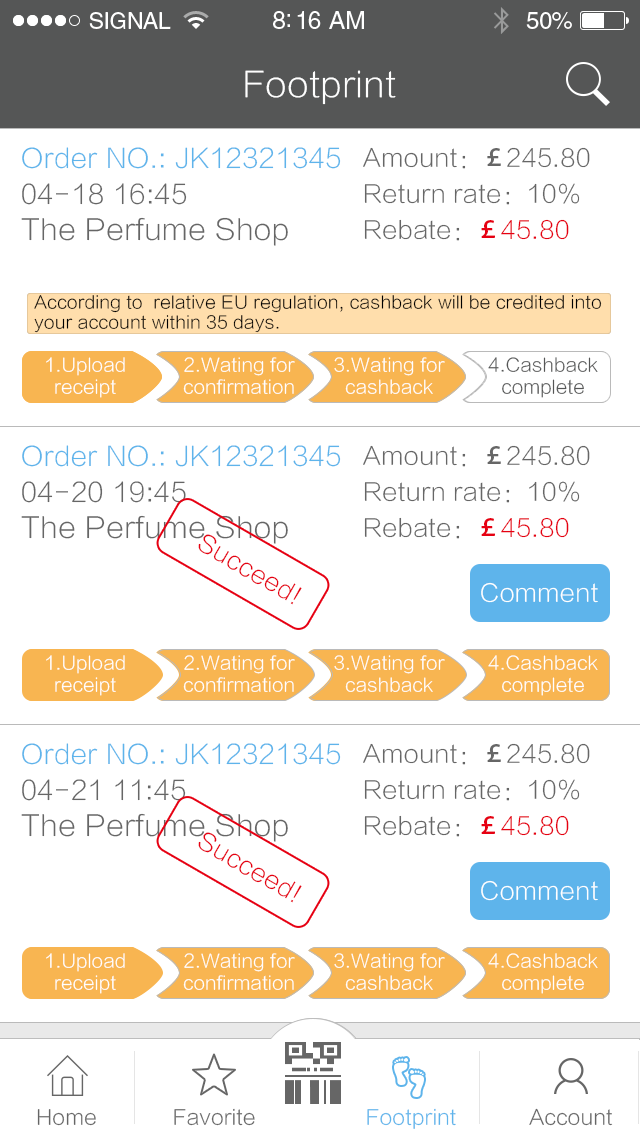 SIGNAL 8:16 AM 50%
Footprint
Order NO.: JK12321345 Amount: £245.80
04-18 16:45 Return rate: 10%
The Perfume Shop Rebate: £45.80
According to relative EU regulation, cashback will be credited into
your account within 35 days.
1.Upload receipt
2.Wating for confirmation
3.Wating for cashback
4.Cashback complete
Order NO.: JK12321345 Amount: £245.80
04-20 19:45 Return rate: 10%
The Perfume Shop Rebate: £45.80
Succeed!
Comment
1.Upload receipt
2.Wating for confirmation
3.Wating for cashback
4.Cashback complete
Order NO.: JK12321345 Amount: £245.80
04-21 11:45 Return rate: 10%
The Perfume Shop Rebate: £45.80
Succeed!
Comment
1.Upload receipt
2.Wating for confirmation
3.Wating for cashback
4.Cashback complete
Home Favorite Footprint Account